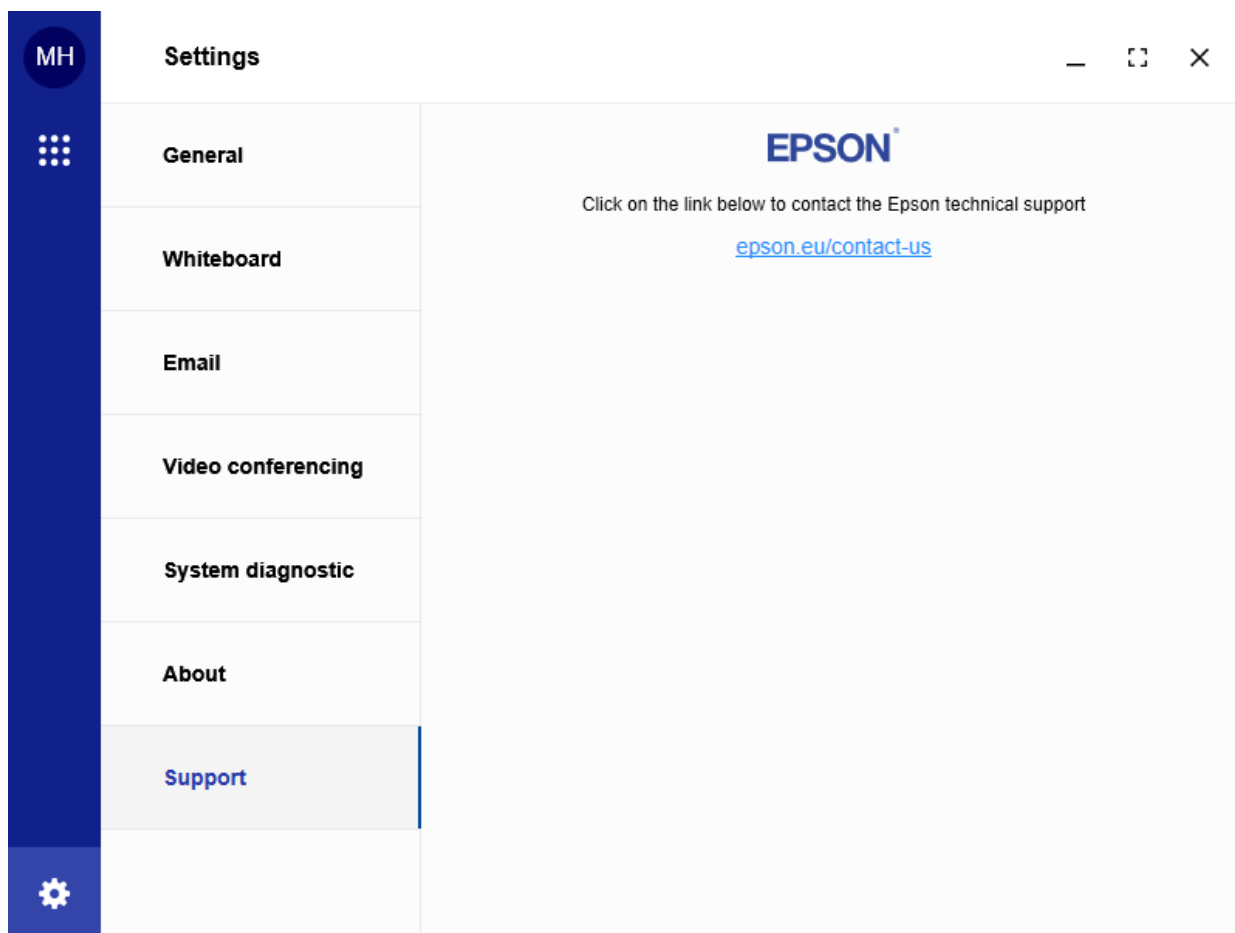 MH
Settings
General
Whiteboard
Email
Video conferencing
System diagnostic
About
Support
EPSON
Click on the link below to contact the Epson technical support
epson.eu/contact-us